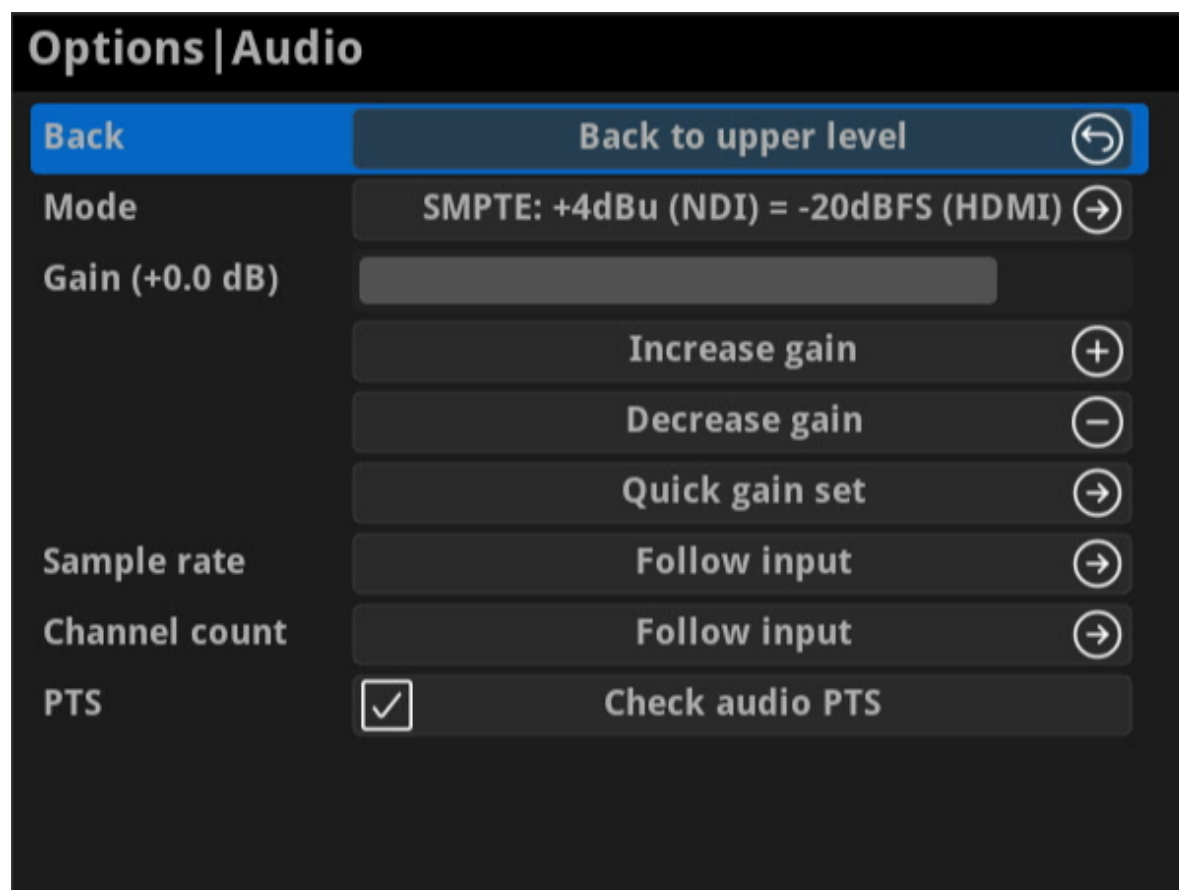 Options|Audio
Back Back to upper level
Mode SMPTE: +4dBu (NDI) = -20dBFS (HDMI)
Gain (+0.0 dB)
Increase gain
Decrease gain
Quick gain set
Sample rate Follow input
Channel count Follow input
PTS Check audio PTS